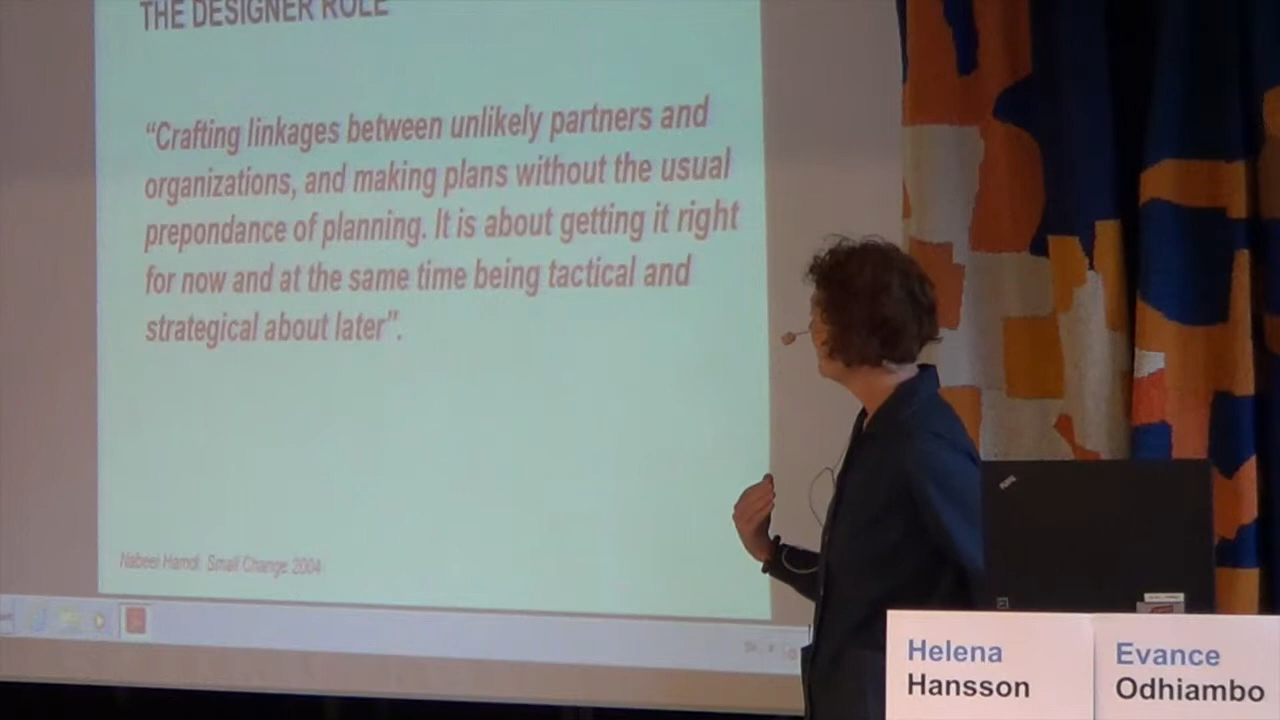 THE DESIGNER ROLE
“Crafting linkages between unlikely partners and
organizations, and making plans without the usual
prepondance of planning. It is about getting it right
for now and at the same time being tactical and
strategical about later”.
Nabeel Hamdi: Small Change 2004
Helena
Hansson
Evance
Odhiambo